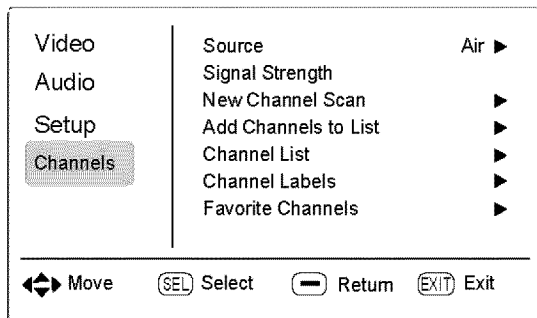 Video
Audio
Setup
Channels
Source Air ▶
Signal Strength
New Channel Scan ▶
Add Channels to List ▶
Channel List ▶
Channel Labels ▶
Favorite Channels ▶
Move SEL Select Return EXIT Exit